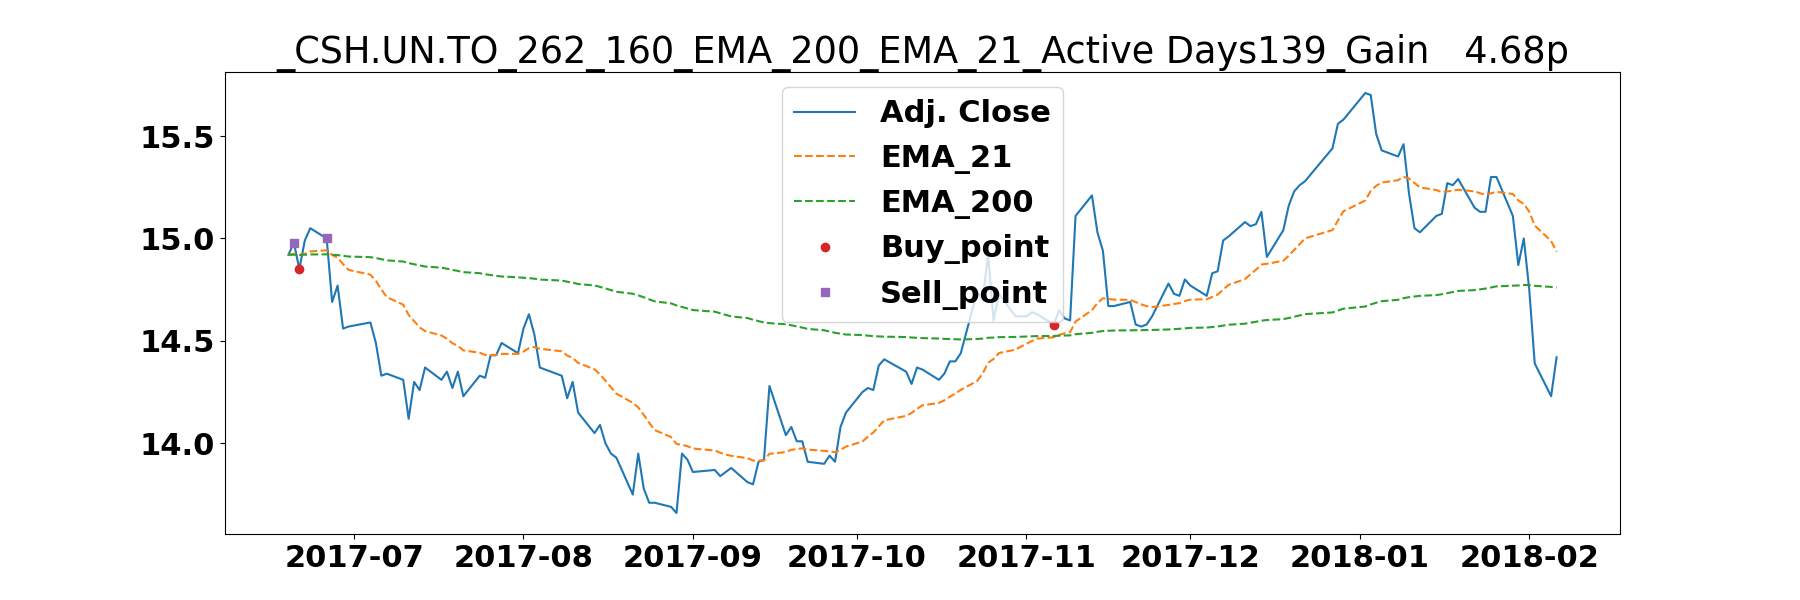 _CSH.UN.TO_262_160_EMA_200_EMA_21_Active Days139_Gain   4.68p
Adj. Close
EMA_21
EMA_200
Buy_point
Sell_point
15.5
15.0
14.5
14.0
2017-07 2017-08 2017-09 2017-10 2017-11 2017-12 2018-01 2018-02